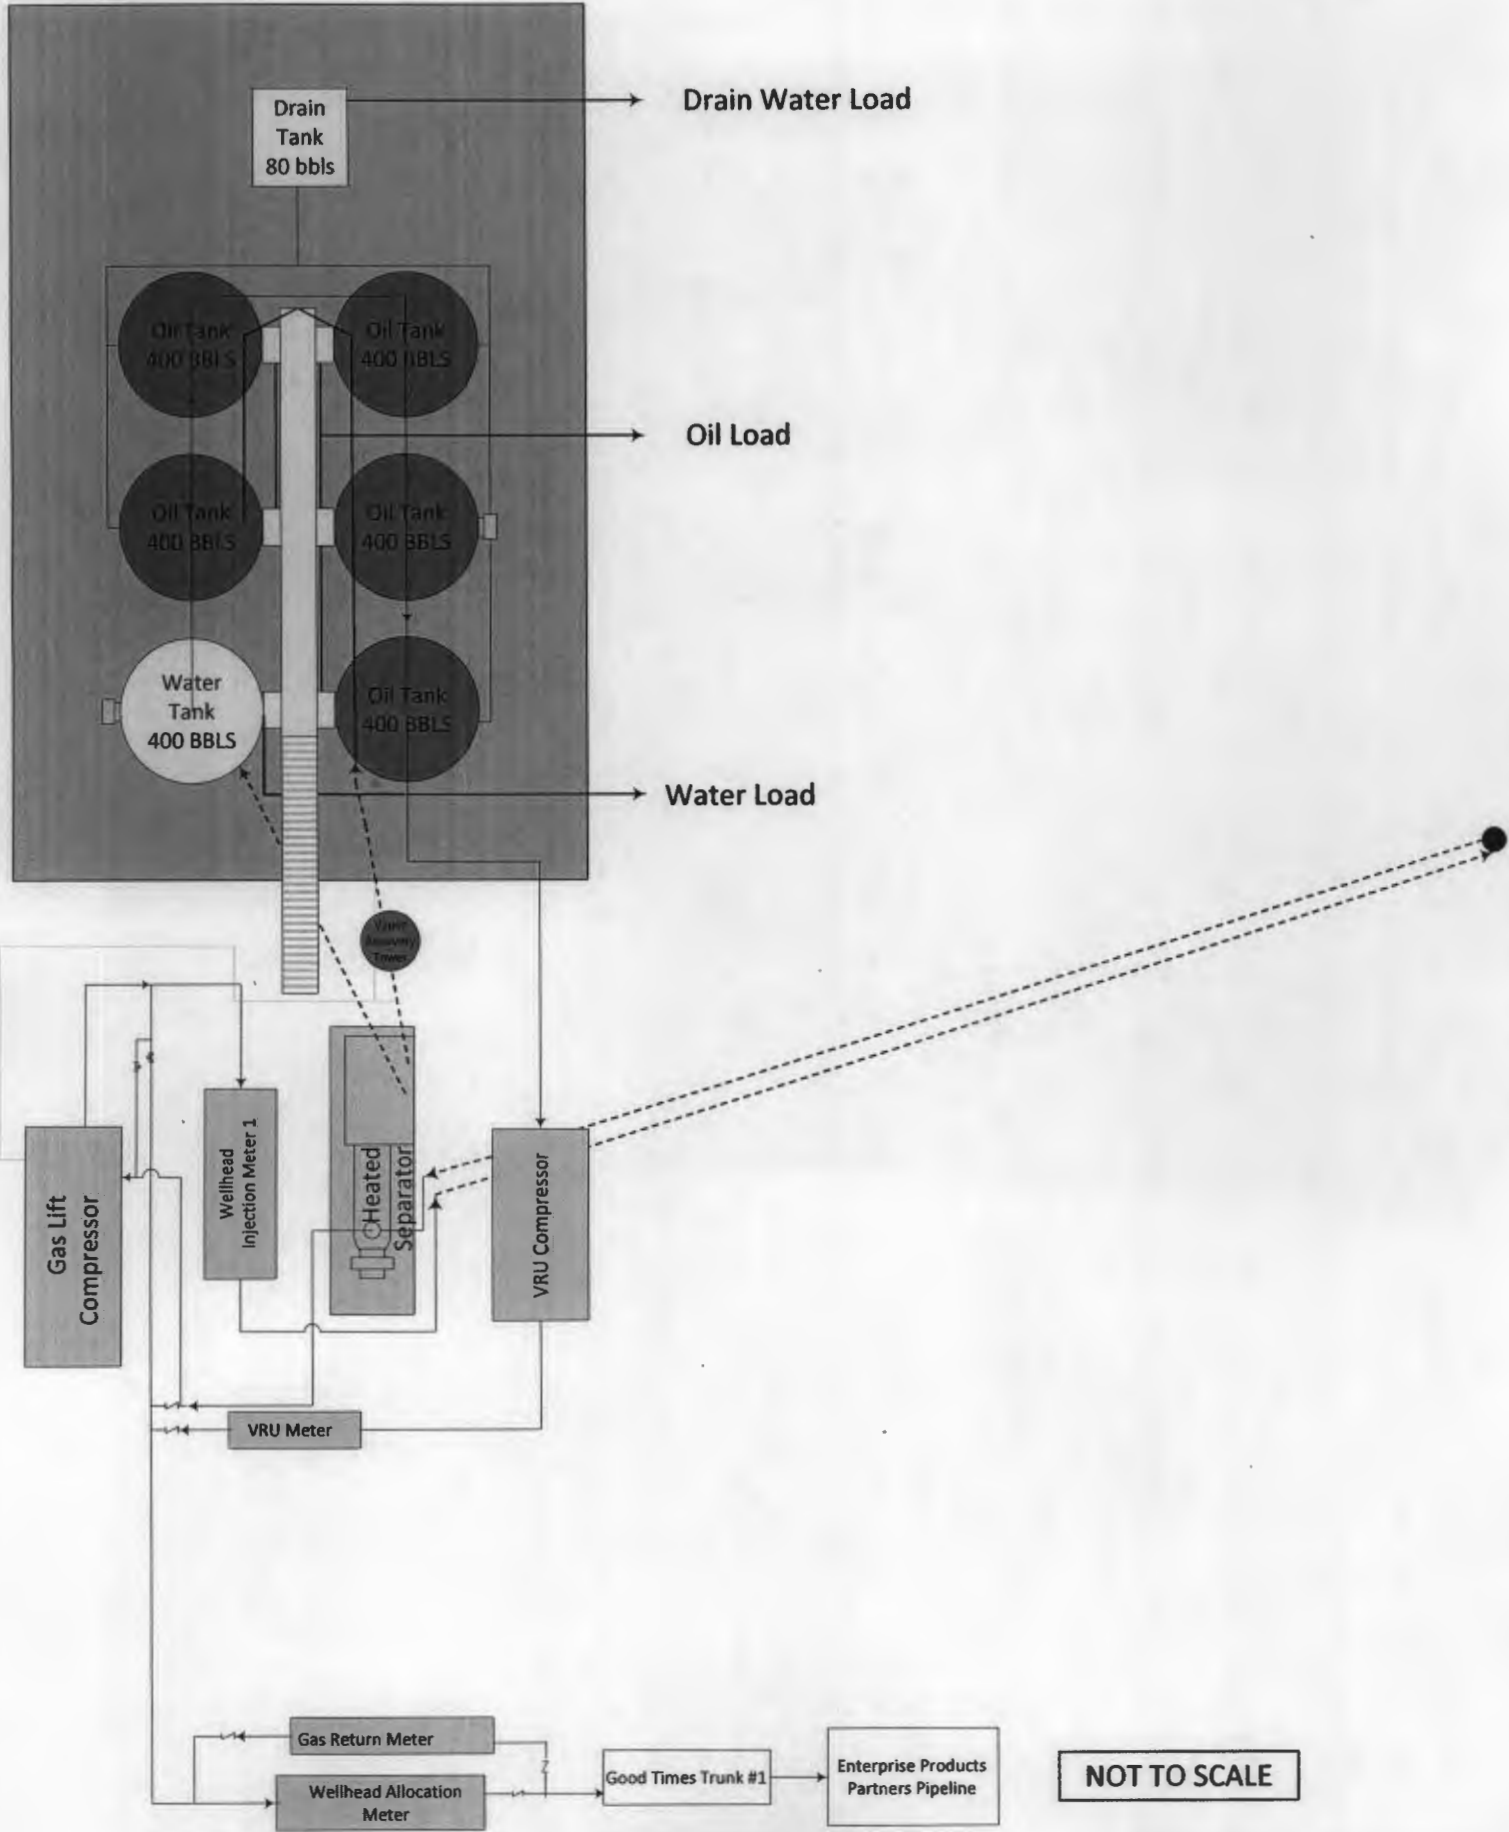 Drain
Tank
80 bbls
Drain Water Load
Oil Tank
400 BBLS
Oil Tank
400 BBLS
Oil Load
Oil Tank
400 BBLS
Oil Tank
400 BBLS
Water
Tank
400 BBLS
Oil Tank
400 BBLS
Water Load
Vapor
Recovery
Tower
Gas Lift
Compressor
Wellhead
Injection Meter 1
Heated
Separator
VRU Compressor
VRU Meter
Gas Return Meter
Wellhead Allocation
Meter
Good Times Trunk #1
Enterprise Products
Partners Pipeline
NOT TO SCALE